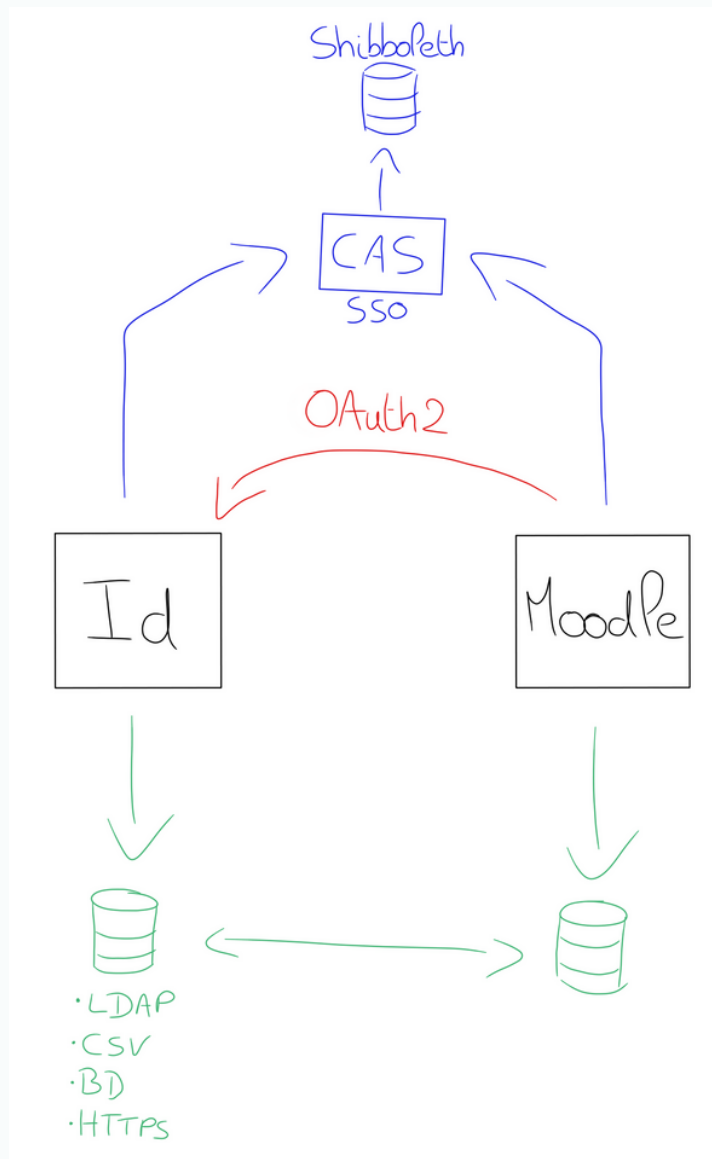 Shibboleth
CAS
SSO
OAuth2
Id
Moodle
·LDAP
·CSV
·BD
·HTTPS